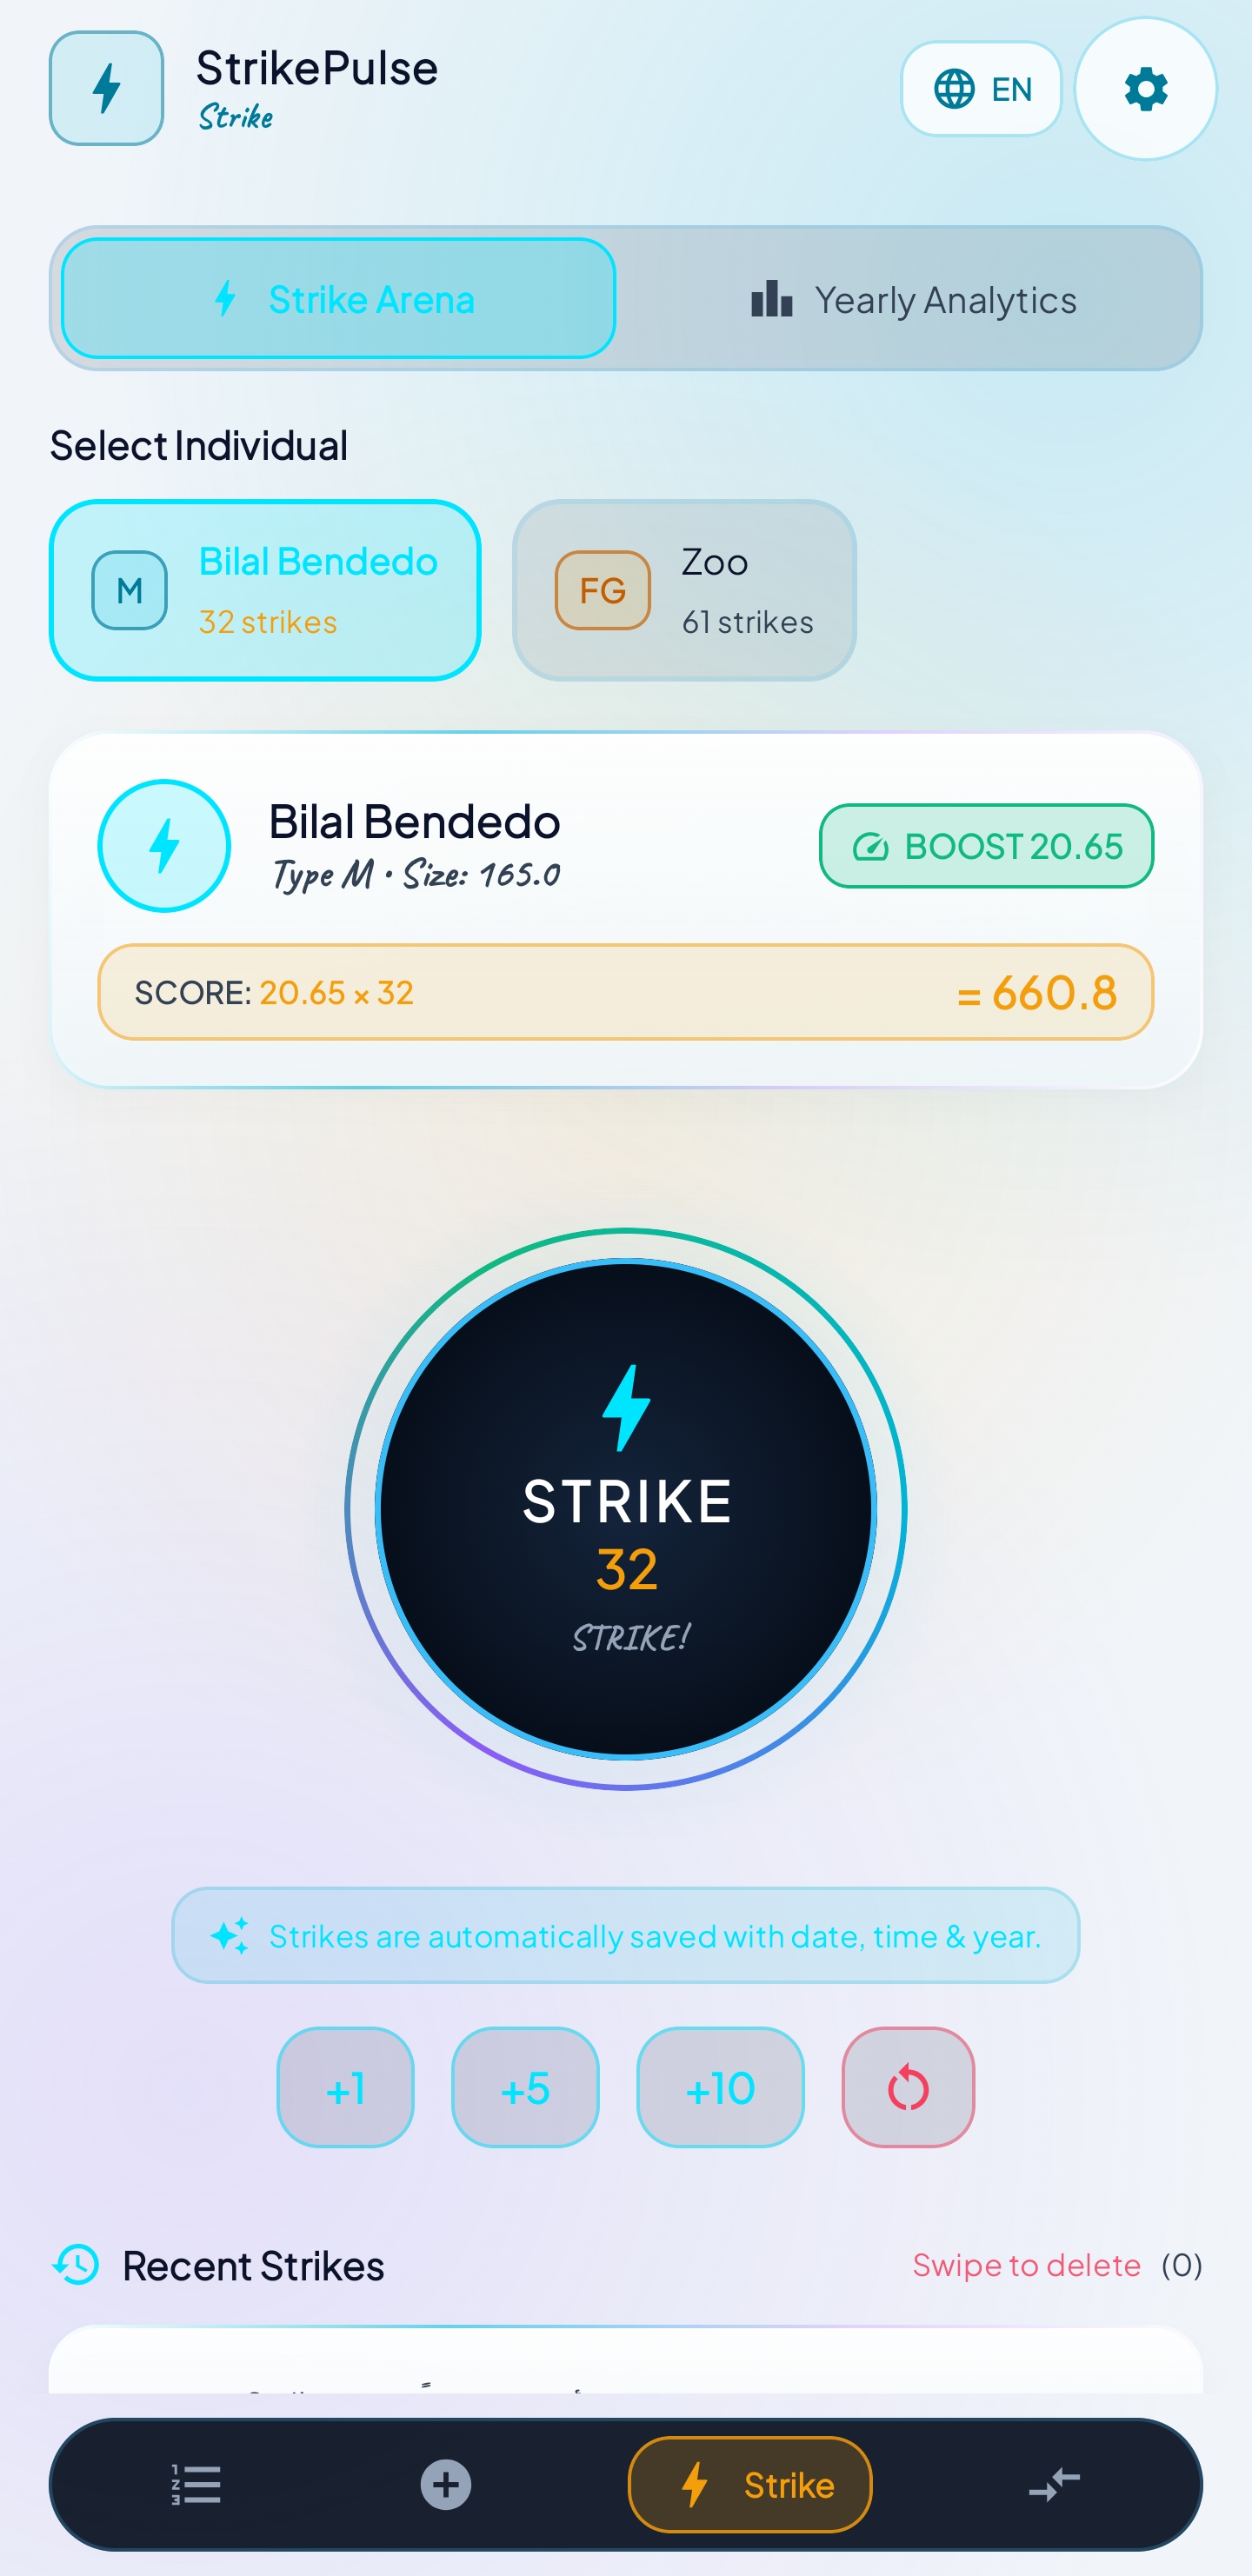 StrikePulse
Strike
EN
Strike Arena
Yearly Analytics
Select Individual
M
Bilal Bendedo
32 strikes
FG
Zoo
61 strikes
Bilal Bendedo
Type M • Size: 165.0
BOOST 20.65
SCORE: 20.65 × 32
= 660.8
STRIKE
32
STRIKE!
Strikes are automatically saved with date, time & year.
+1
+5
+10
Recent Strikes
Swipe to delete (0)
Strike